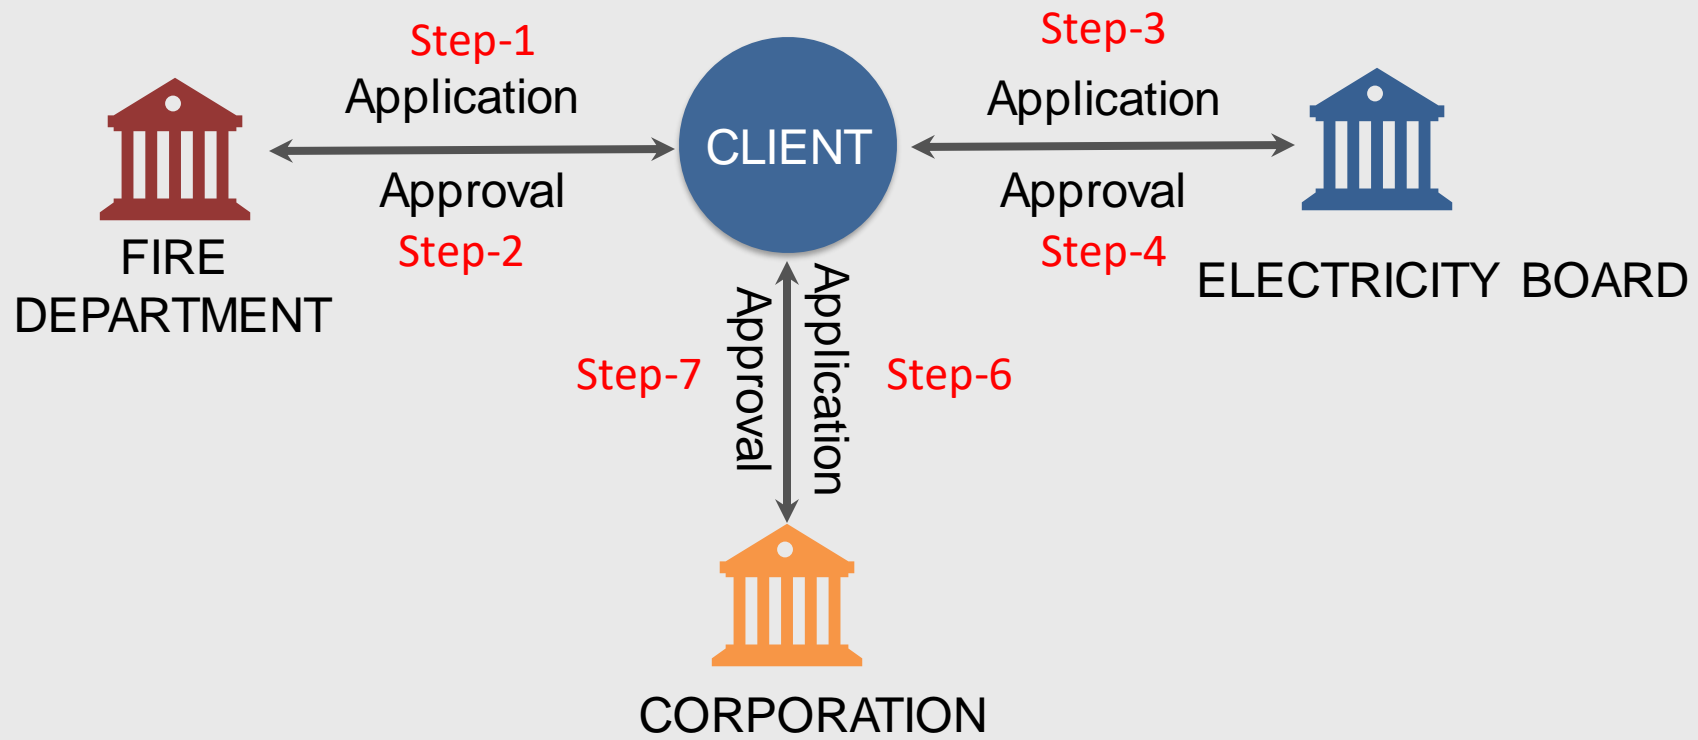 Step-1
Application
Approval
Step-2
FIRE
DEPARTMENT
CLIENT
Step-3
Application
Approval
Step-4
ELECTRICITY BOARD
Step-7
Approval
Application
Step-6
CORPORATION